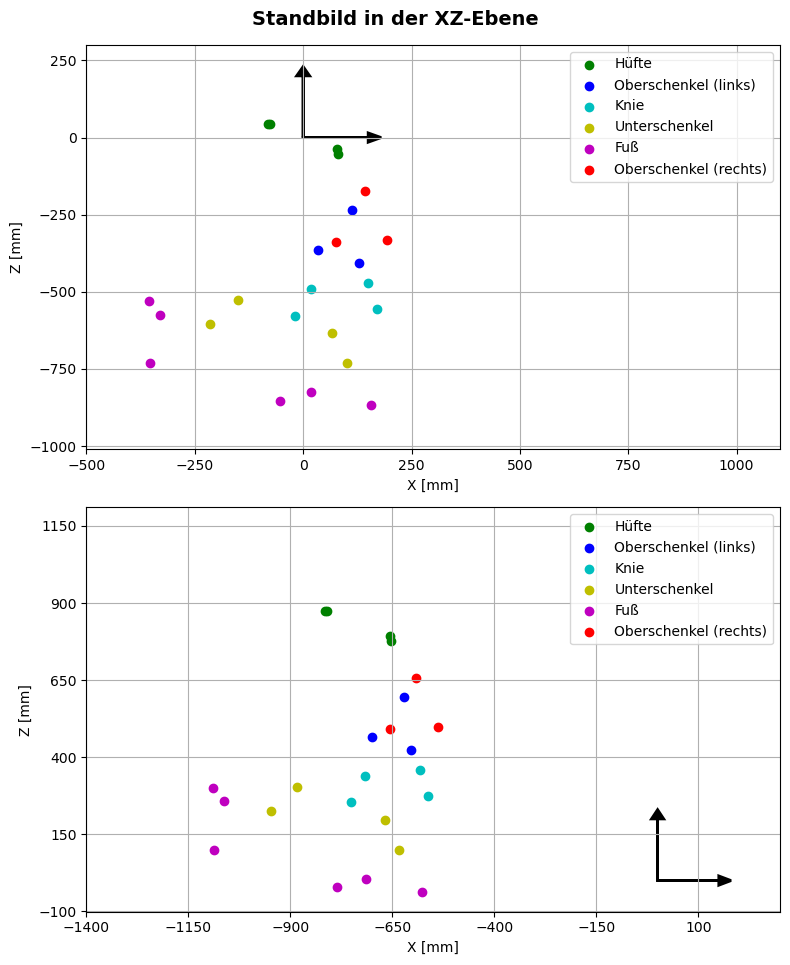 Standbild in der XZ-Ebene
250
0
−250
−500
−750
−1000
Z [mm]
Hüfte
Oberschenkel (links)
Knie
Unterschenkel
Fuß
Oberschenkel (rechts)
−500
−250
0
250
500
750
1000
X [mm]
1150
900
650
400
150
−100
Z [mm]
Hüfte
Oberschenkel (links)
Knie
Unterschenkel
Fuß
Oberschenkel (rechts)
−1400
−1150
−900
−650
−400
−150
100
X [mm]